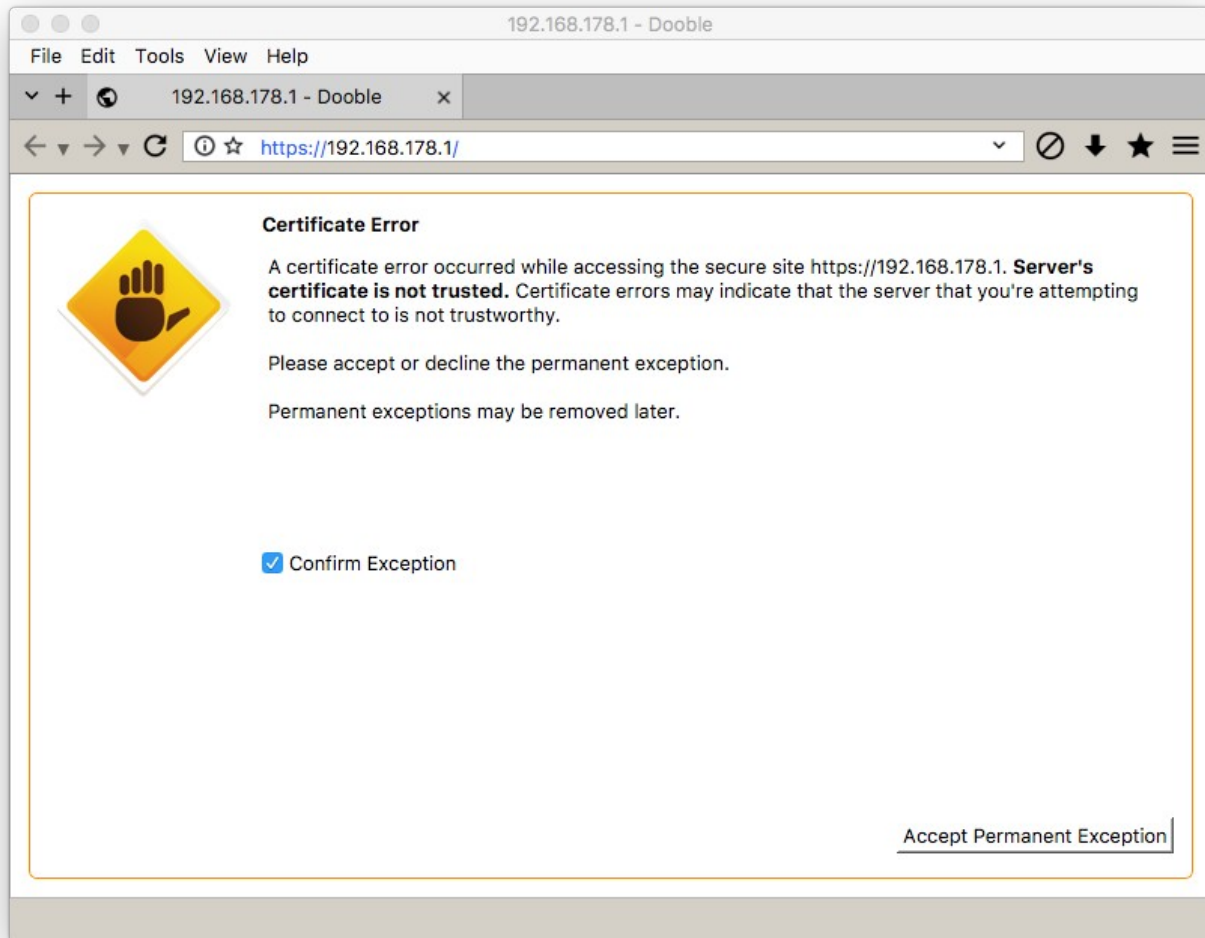 192.168.178.1 - Dooble
File Edit Tools View Help
192.168.178.1 - Dooble
https://192.168.178.1/
Certificate Error
A certificate error occurred while accessing the secure site https://192.168.178.1. Server's
certificate is not trusted. Certificate errors may indicate that the server that you're attempting
to connect to is not trustworthy.
Please accept or decline the permanent exception.
Permanent exceptions may be removed later.
Confirm Exception
Accept Permanent Exception